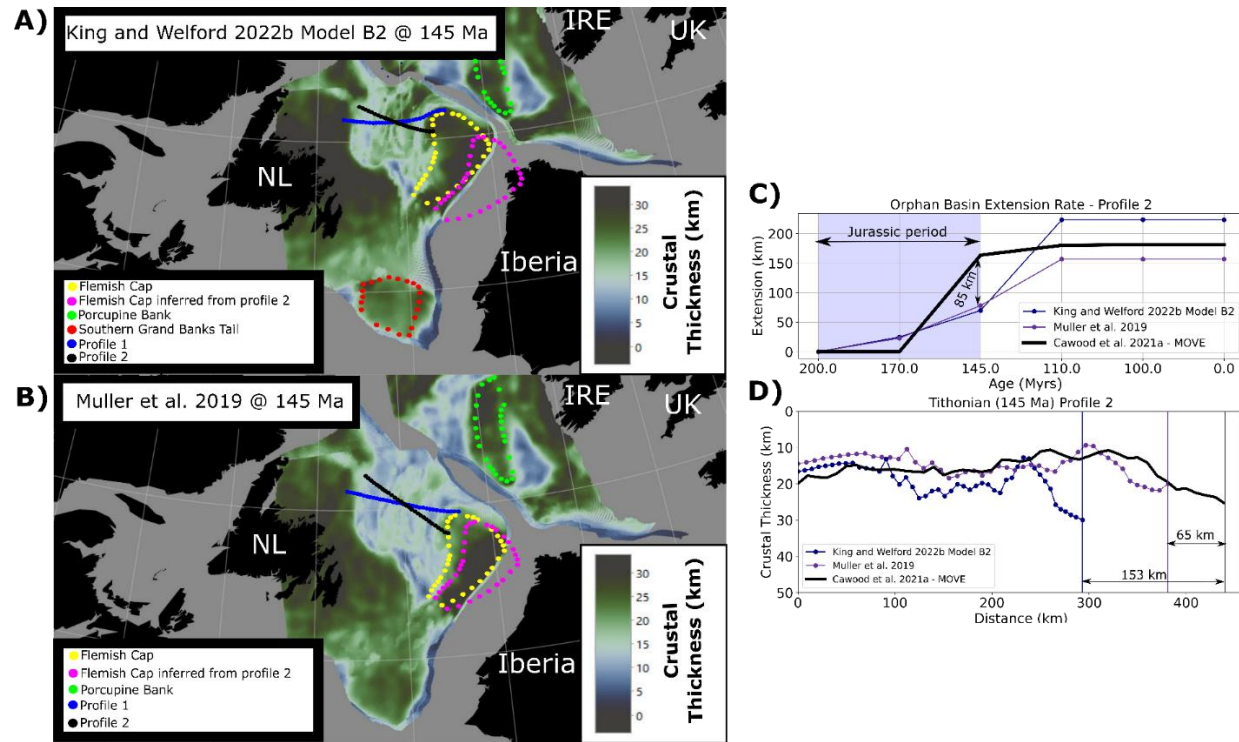 A)
King and Welford 2022b Model B2 @ 145 Ma
IRE
UK
NL
Iberia
30
25
20
15
10
5
0
Crustal
Thickness (km)
Flemish Cap
Flemish Cap inferred from profile 2
Porcupine Bank
Southern Grand Banks Tail
Profile 1
Profile 2
B)
Muller et al. 2019 @ 145 Ma
IRE
UK
NL
Iberia
30
25
20
15
10
5
0
Crustal
Thickness (km)
Flemish Cap
Flemish Cap inferred from profile 2
Porcupine Bank
Profile 1
Profile 2
C)
Orphan Basin Extension Rate - Profile 2
Extension (km)
200
150
100
50
0
Jurassic period
85 km
King and Welford 2022b Model B2
Muller et al. 2019
Cawood et al. 2021a - MOVE
200.0 170.0 145.0 110.0 100.0 0.0
Age (Myrs)
D)
Tithonian (145 Ma) Profile 2
Crustal Thickness (km)
0
10
20
30
40
50
65 km
153 km
King and Welford 2022b Model B2
Muller et al. 2019
Cawood et al. 2021a - MOVE
0 100 200 300 400
Distance (km)